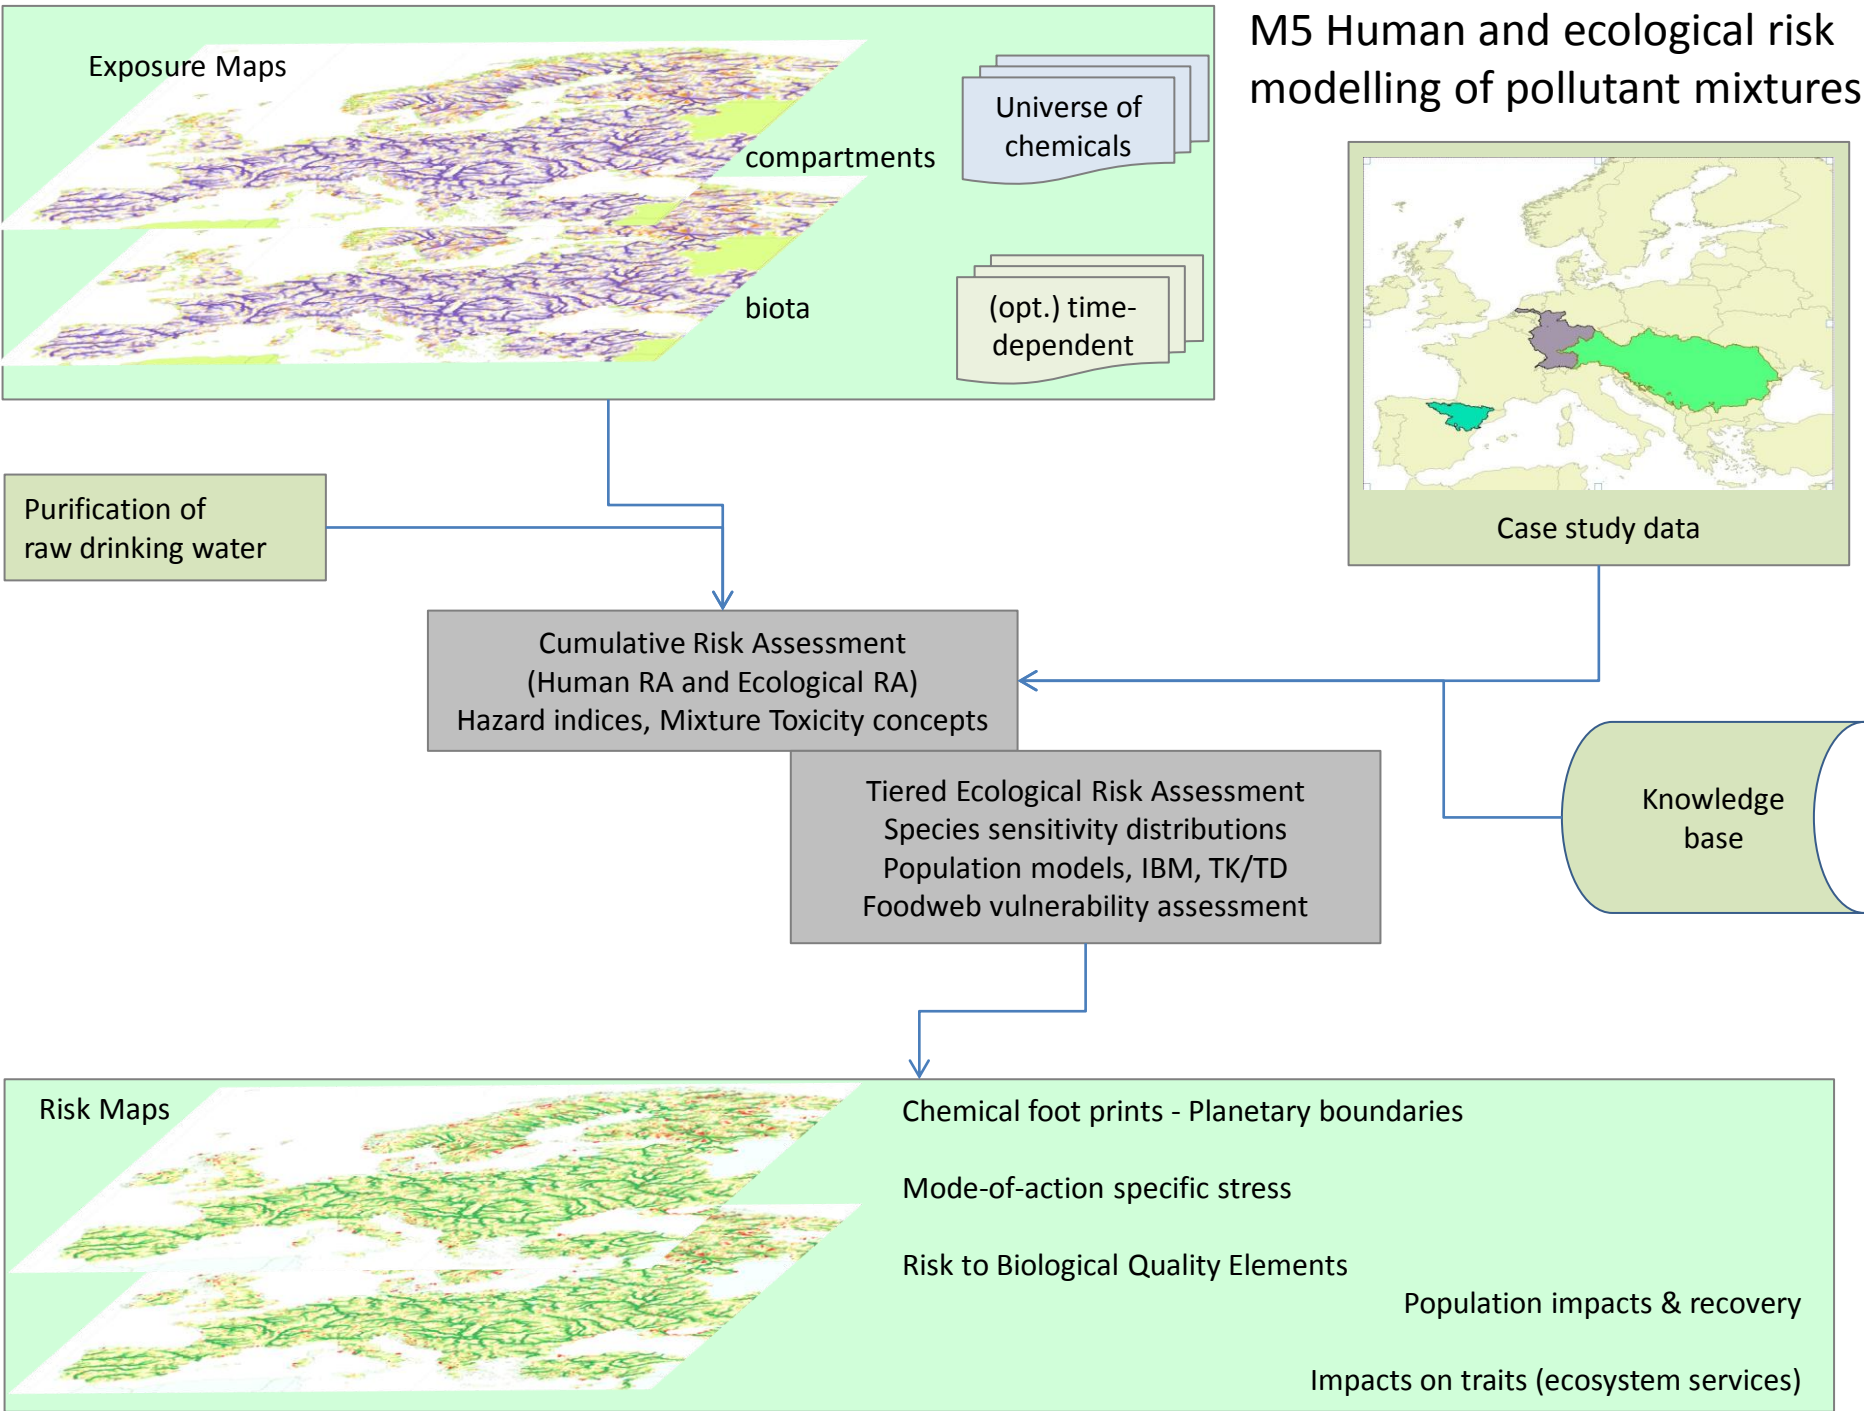 M5 Human and ecological risk
modelling of pollutant mixtures
Exposure Maps
compartments
biota
Universe of
chemicals
(opt.) time-
dependent
Case study data
Purification of
raw drinking water
Cumulative Risk Assessment
(Human RA and Ecological RA)
Hazard indices, Mixture Toxicity concepts
Tiered Ecological Risk Assessment
Species sensitivity distributions
Population models, IBM, TK/TD
Foodweb vulnerability assessment
Knowledge
base
Risk Maps
Chemical foot prints - Planetary boundaries
Mode-of-action specific stress
Risk to Biological Quality Elements
Population impacts & recovery
Impacts on traits (ecosystem services)